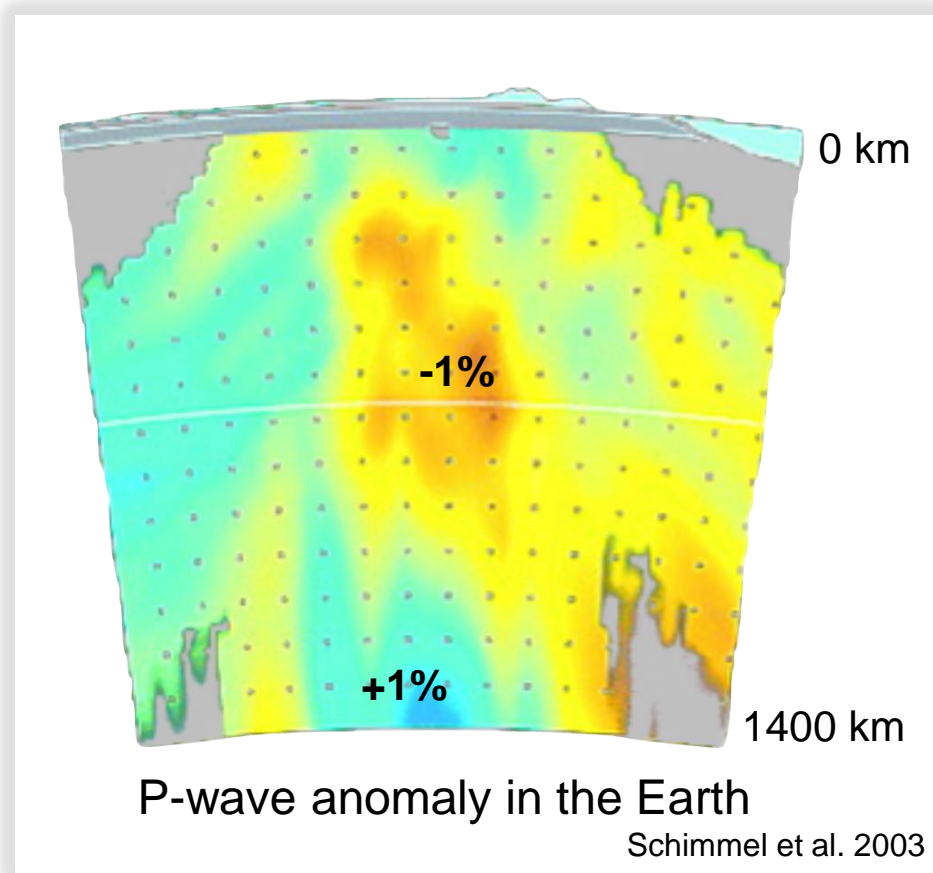 0 km
-1%
+1%
1400 km
P-wave anomaly in the Earth
Schimmel et al. 2003